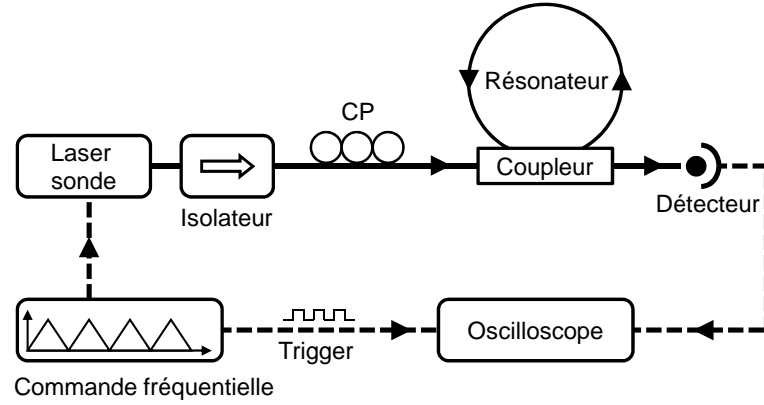 Résonateur
CP
Laser
sonde
Coupleur
Isolateur
Détecteur
Oscilloscope
Trigger
Commande fréquentielle